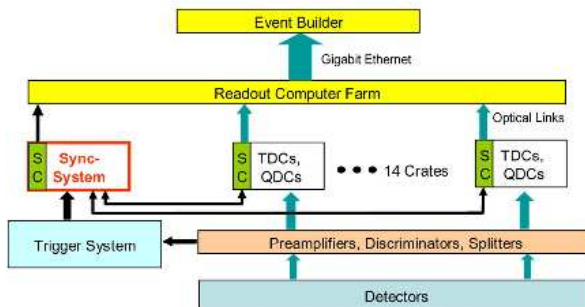 Event Builder
Gigabit Ethernet
Readout Computer Farm
Optical Links
S
C
Sync-
System
S
C
TDCs,
QDCs
14 Crates
S
C
TDCs,
QDCs
Trigger System
Preamplifiers, Discriminators, Splitters
Detectors